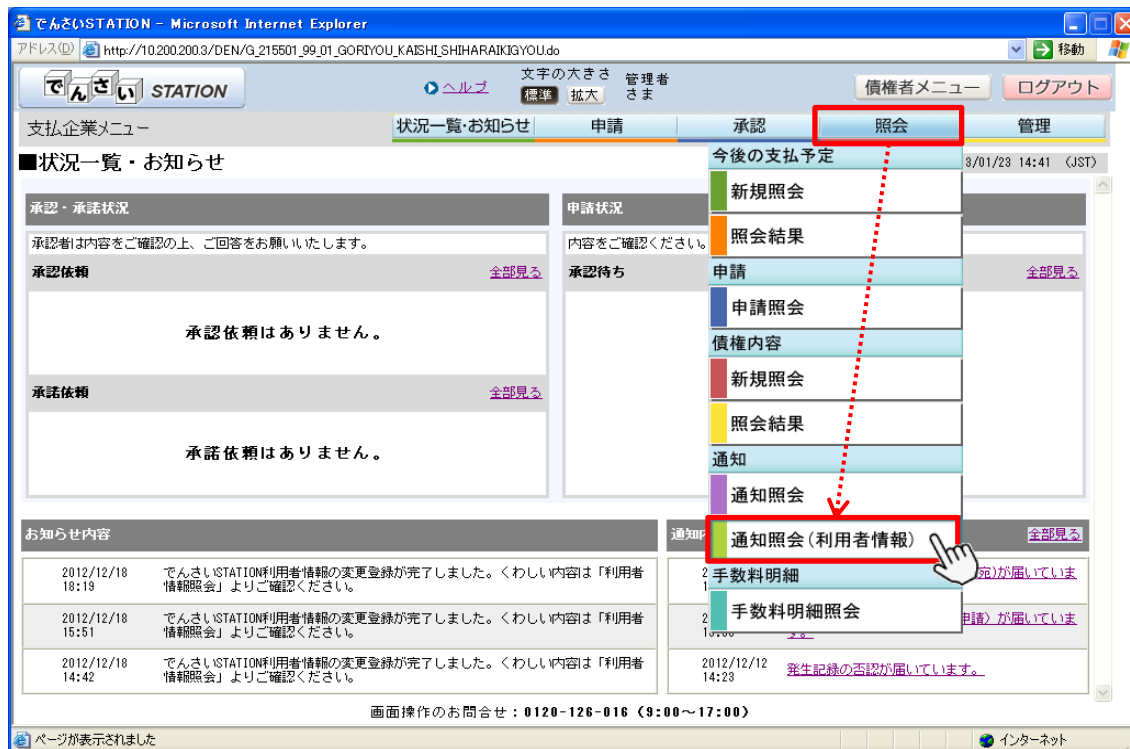 でんさいSTATION - Microsoft Internet Explorer
アドレス(D) http://10.200.200.3/DEN/G_215501_99_01_GORIYOU_KAISHI_SHIHARAIKIGYOU.do 移動
でんさい STATION
ヘルプ
文字の大きさ
標準 拡大
管理者
さま
債権者メニュー
ログアウト
支払企業メニュー
状況一覧・お知らせ 申請 承認 照会 管理
■状況一覧・お知らせ
3/01/23 14:41 (JST)
今後の支払予定
新規照会
照会結果
申請
申請照会
債権内容
新規照会
照会結果
通知
通知照会
通知照会(利用者情報)
手数料明細
手数料明細照会
承認・承諾状況
承認者は内容をご確認の上、ご回答をお願いいたします。
承認依頼 全部見る
承認依頼はありません。
承諾依頼 全部見る
承諾依頼はありません。
申請状況
内容をご確認ください。
承認待ち 全部見る
お知らせ内容
2012/12/18
18:19
でんさいSTATION利用者情報の変更登録が完了しました。くわしい内容は「利用者
情報照会」よりご確認ください。
2012/12/18
15:51
でんさいSTATION利用者情報の変更登録が完了しました。くわしい内容は「利用者
情報照会」よりご確認ください。
2012/12/18
14:42
でんさいSTATION利用者情報の変更登録が完了しました。くわしい内容は「利用者
情報照会」よりご確認ください。
通知 全部見る
宛)が届いていま
申請）が届いていま
す。
2012/12/12
14:23
発生記録の否認が届いています。
画面操作のお問合せ：0120-126-016 (9:00～17:00)
ページが表示されました インターネット